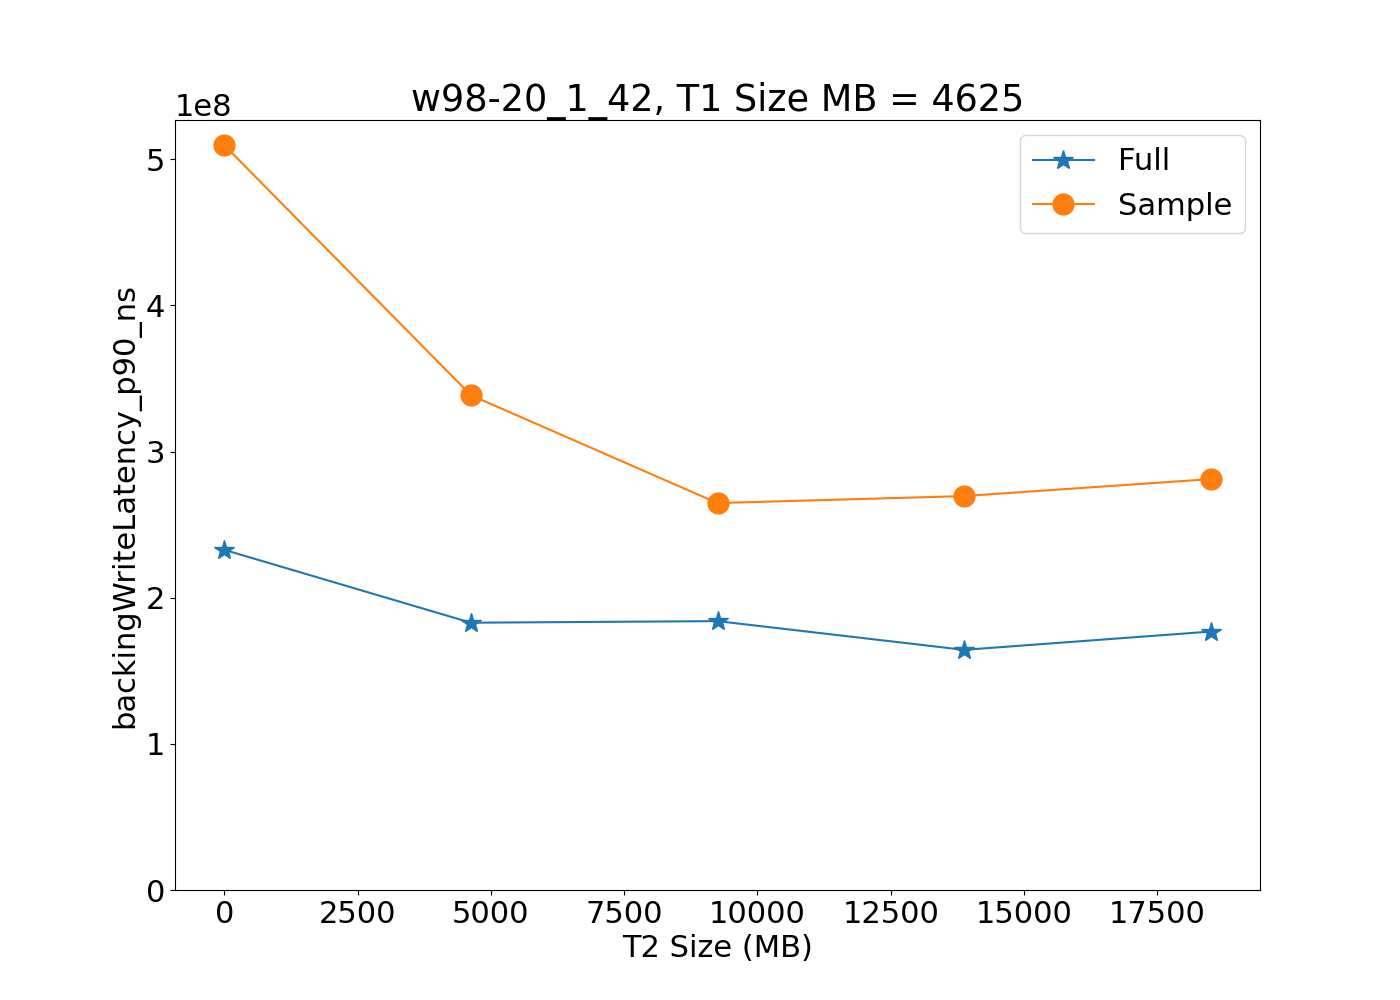 w98-20_1_42, T1 Size MB = 4625
1e8
5
4
3
2
1
0
backingWriteLatency_p90_ns
Full
Sample
0 2500 5000 7500 10000 12500 15000 17500
T2 Size (MB)